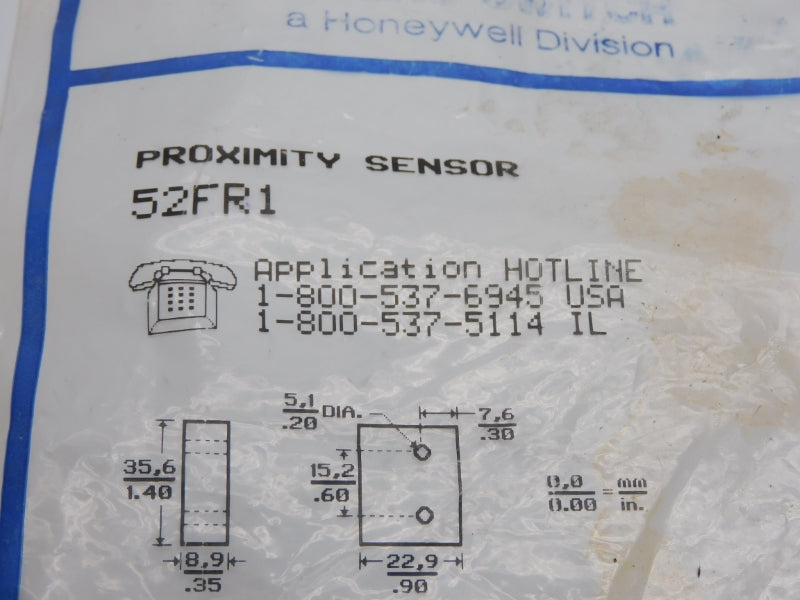 a Honeywell Division
PROXIMITY SENSOR
52FR1
Application HOTLINE
1-800-537-6945 USA
1-800-537-5114 IL
5,1
.20
DIA.
7,6
.30
35,6
1.40
15,2
.60
0,0
0.00
=
mm
in.
8,9
.35
22,9
.90